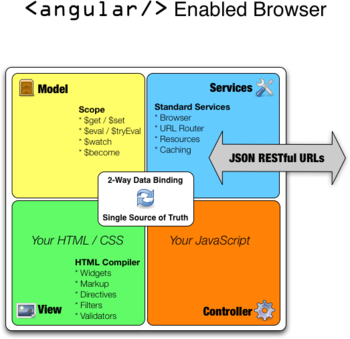 <angular/> Enabled Browser
Model
Scope
* $get / $set
* $eval / $tryEval
* $watch
* $become
Services
Standard Services
* Browser
* URL Router
* Resources
* Caching
JSON RESTful URLs
2-Way Data Binding
Single Source of Truth
Your HTML / CSS
HTML Compiler
* Widgets
* Markup
* Directives
* Filters
* Validators
View
Your JavaScript
Controller